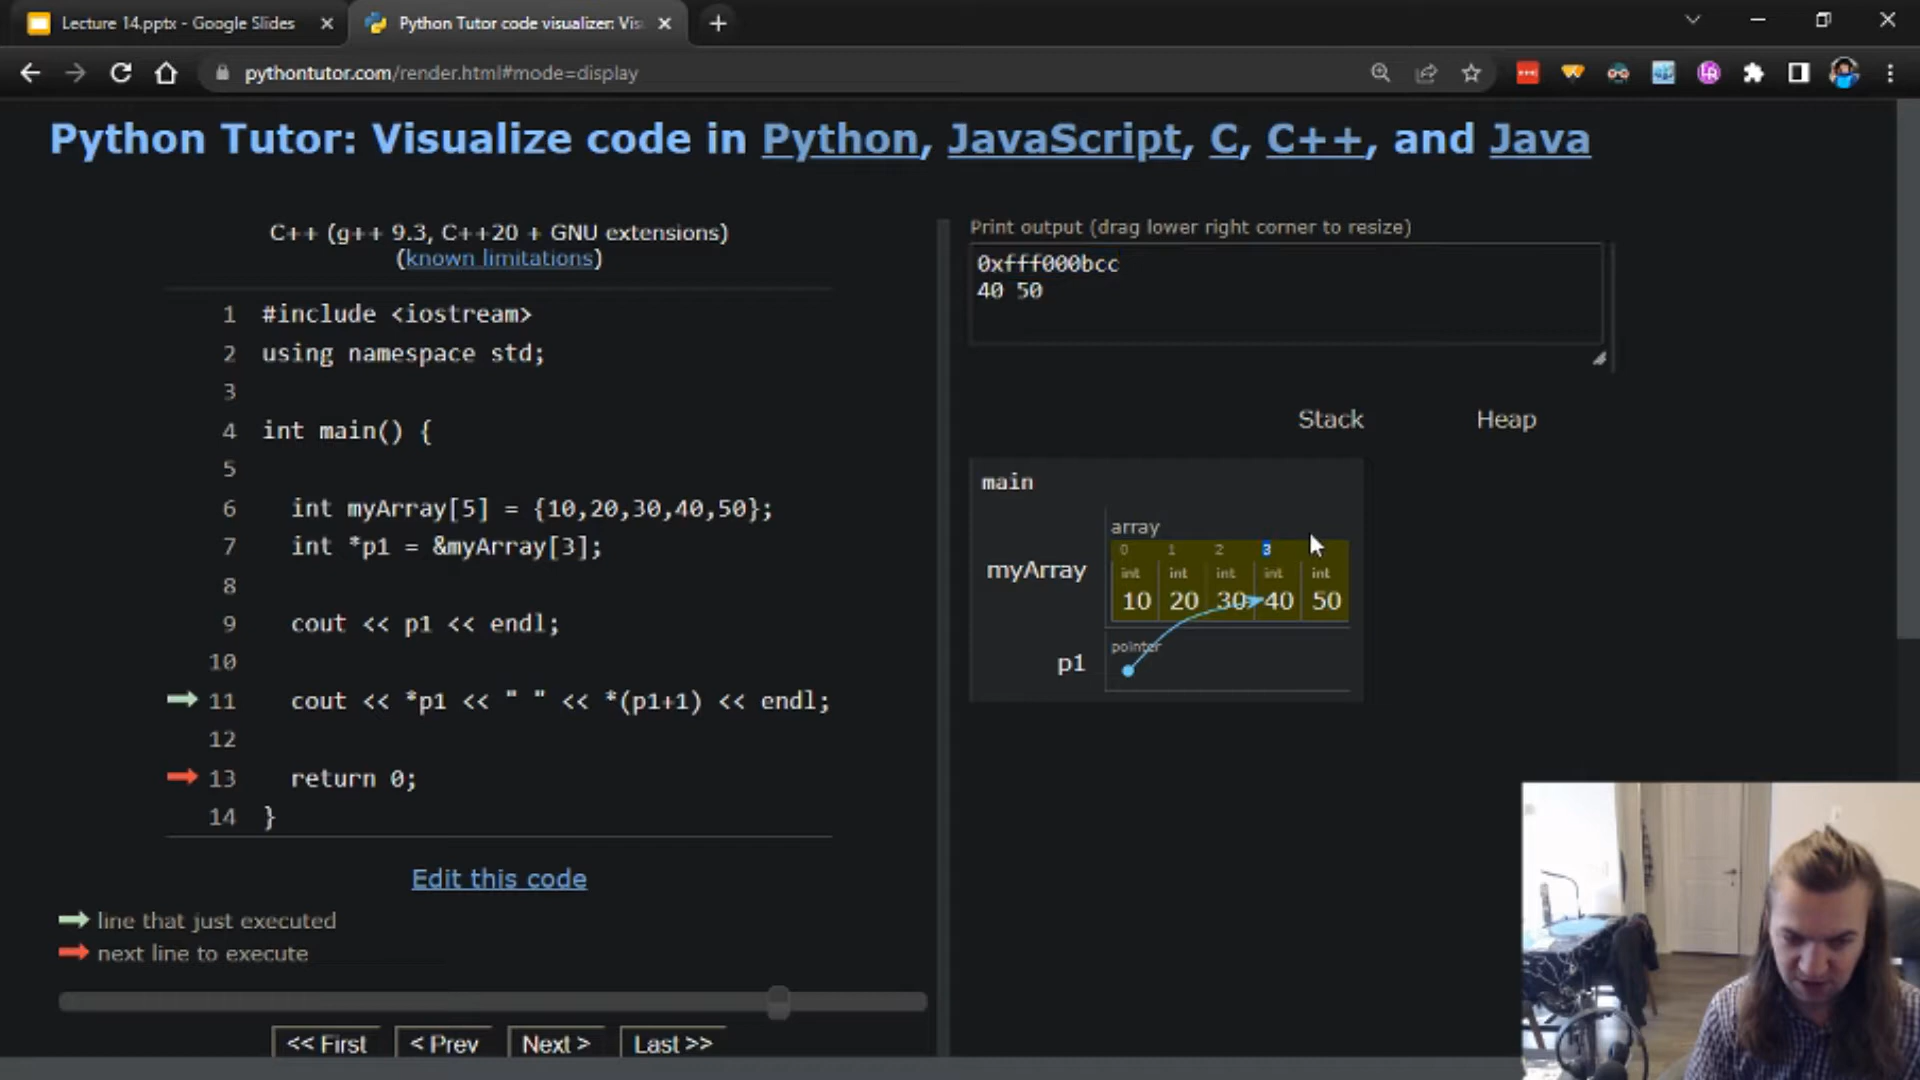 Lecture 14.pptx - Google Slides
Python Tutor code visualizer: Vis
pythontutor.com/render.html#mode=display
Python Tutor: Visualize code in Python, JavaScript, C, C++, and Java
C++ (g++ 9.3, C++20 + GNU extensions)
(known limitations)
1 #include <iostream>
2 using namespace std;
3
4 int main() {
5
6 int myArray[5] = {10,20,30,40,50};
7 int *p1 = &myArray[3];
8
9 cout << p1 << endl;
10
11 cout << *p1 << " " << *(p1+1) << endl;
12
13 return 0;
14 }
Edit this code
line that just executed
next line to execute
<< First < Prev Next > Last >>
Print output (drag lower right corner to resize)
0xfff000bcc
40 50
Stack Heap
main
array
0 1 2 3
myArray
int int int int int
10 20 30 40 50
pointer
p1